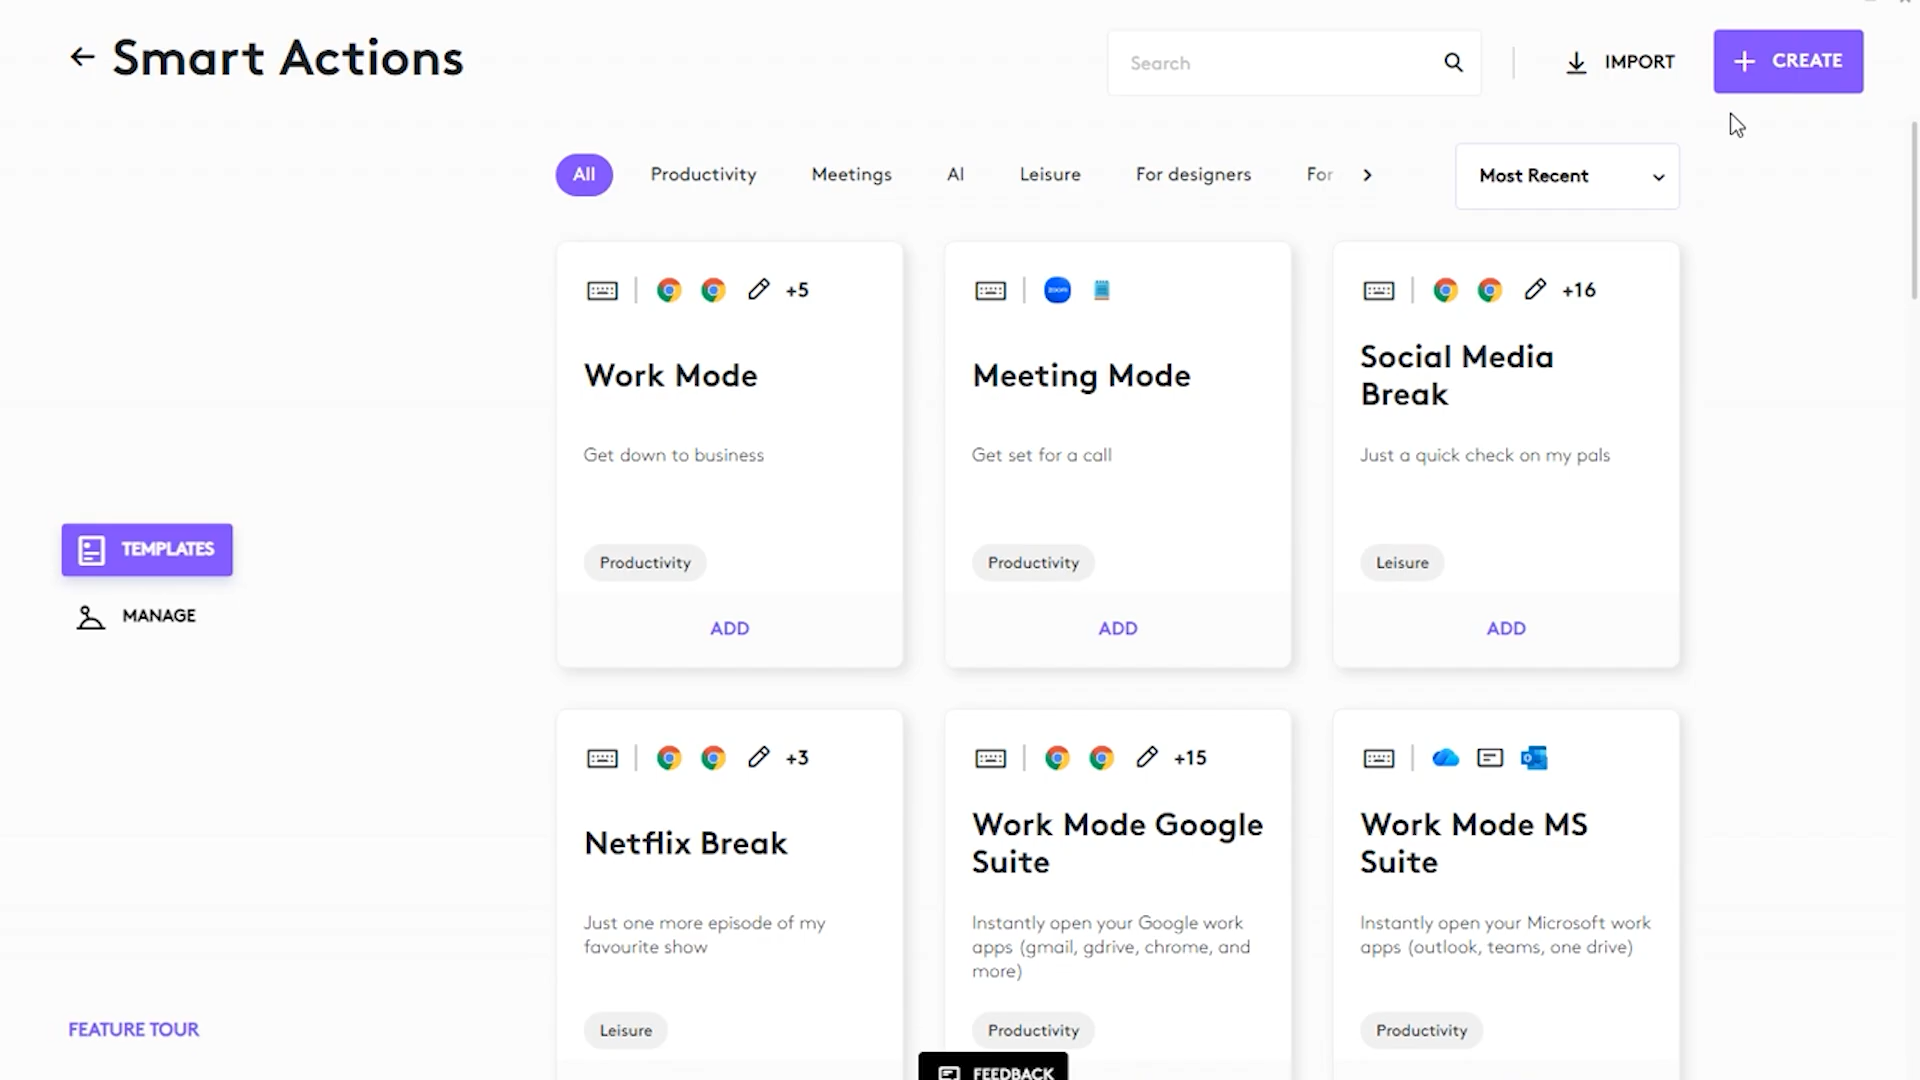 Smart Actions
Search
IMPORT
CREATE
All
Productivity
Meetings
AI
Leisure
For designers
For
Most Recent
+5
Work Mode
Get down to business
Productivity
ADD
zoom
Meeting Mode
Get set for a call
Productivity
ADD
+16
Social Media
Break
Just a quick check on my pals
Leisure
ADD
TEMPLATES
MANAGE
+3
Netflix Break
Just one more episode of my
favourite show
Leisure
+15
Work Mode Google
Suite
Instantly open your Google work
apps (gmail, gdrive, chrome, and
more)
Productivity
Work Mode MS
Suite
Instantly open your Microsoft work
apps (outlook, teams, one drive)
Productivity
FEATURE TOUR
FEEDBACK